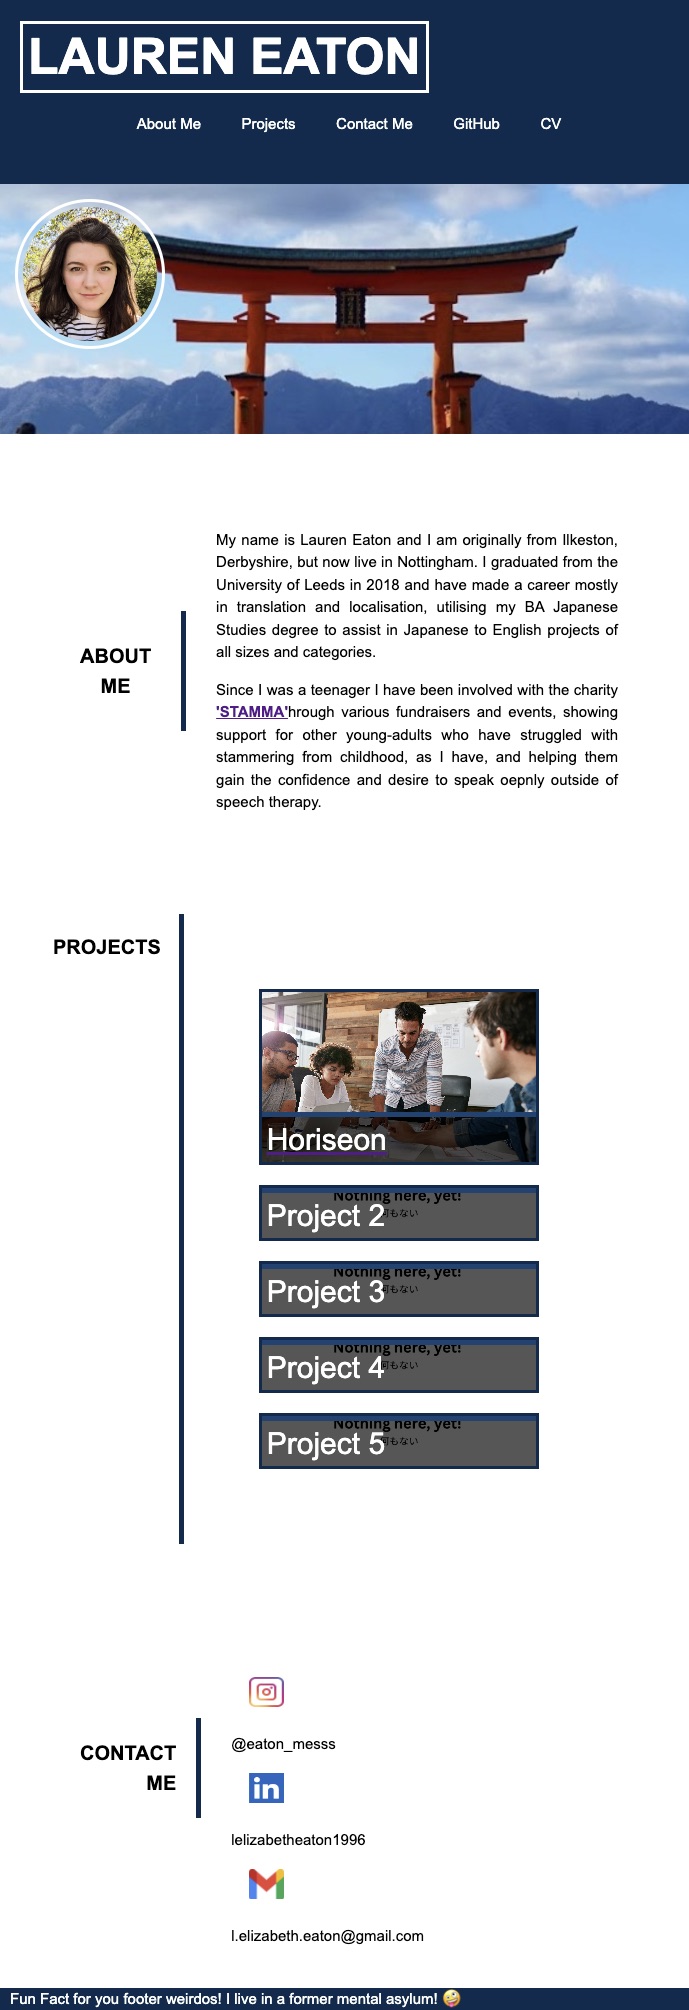 LAUREN EATON
About Me Projects Contact Me GitHub CV
My name is Lauren Eaton and I am originally from Ilkeston,
Derbyshire, but now live in Nottingham. I graduated from the
University of Leeds in 2018 and have made a career mostly
in translation and localisation, utilising my BA Japanese
Studies degree to assist in Japanese to English projects of
all sizes and categories.
ABOUT
ME
Since I was a teenager I have been involved with the charity
'STAMMA'hrough various fundraisers and events, showing
support for other young-adults who have struggled with
stammering from childhood, as I have, and helping them
gain the confidence and desire to speak oepnly outside of
speech therapy.
PROJECTS
Horiseon
Nothing here, yet!
Project 2
何もない
Nothing here, yet!
Project 3
何もない
Nothing here, yet!
Project 4
何もない
Nothing here, yet!
Project 5
何もない
CONTACT
ME
@eaton_messs
in
lelizabetheaton1996
l.elizabeth.eaton@gmail.com
Fun Fact for you footer weirdos! I live in a former mental asylum! 🤪